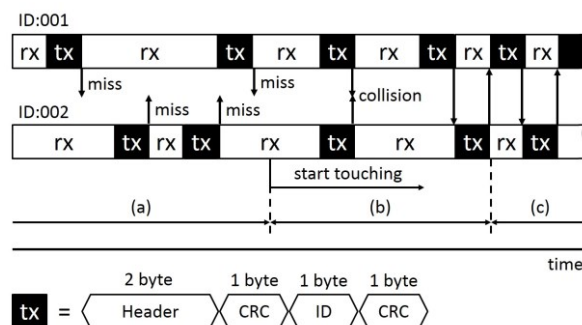 ID:001
rx tx rx tx rx tx rx tx rx tx rx
miss miss collision
ID:002
miss miss
rx tx rx tx rx tx rx tx rx tx
start touching
(a) (b) (c)
time
2 byte 1 byte 1 byte 1 byte
tx = Header CRC ID CRC